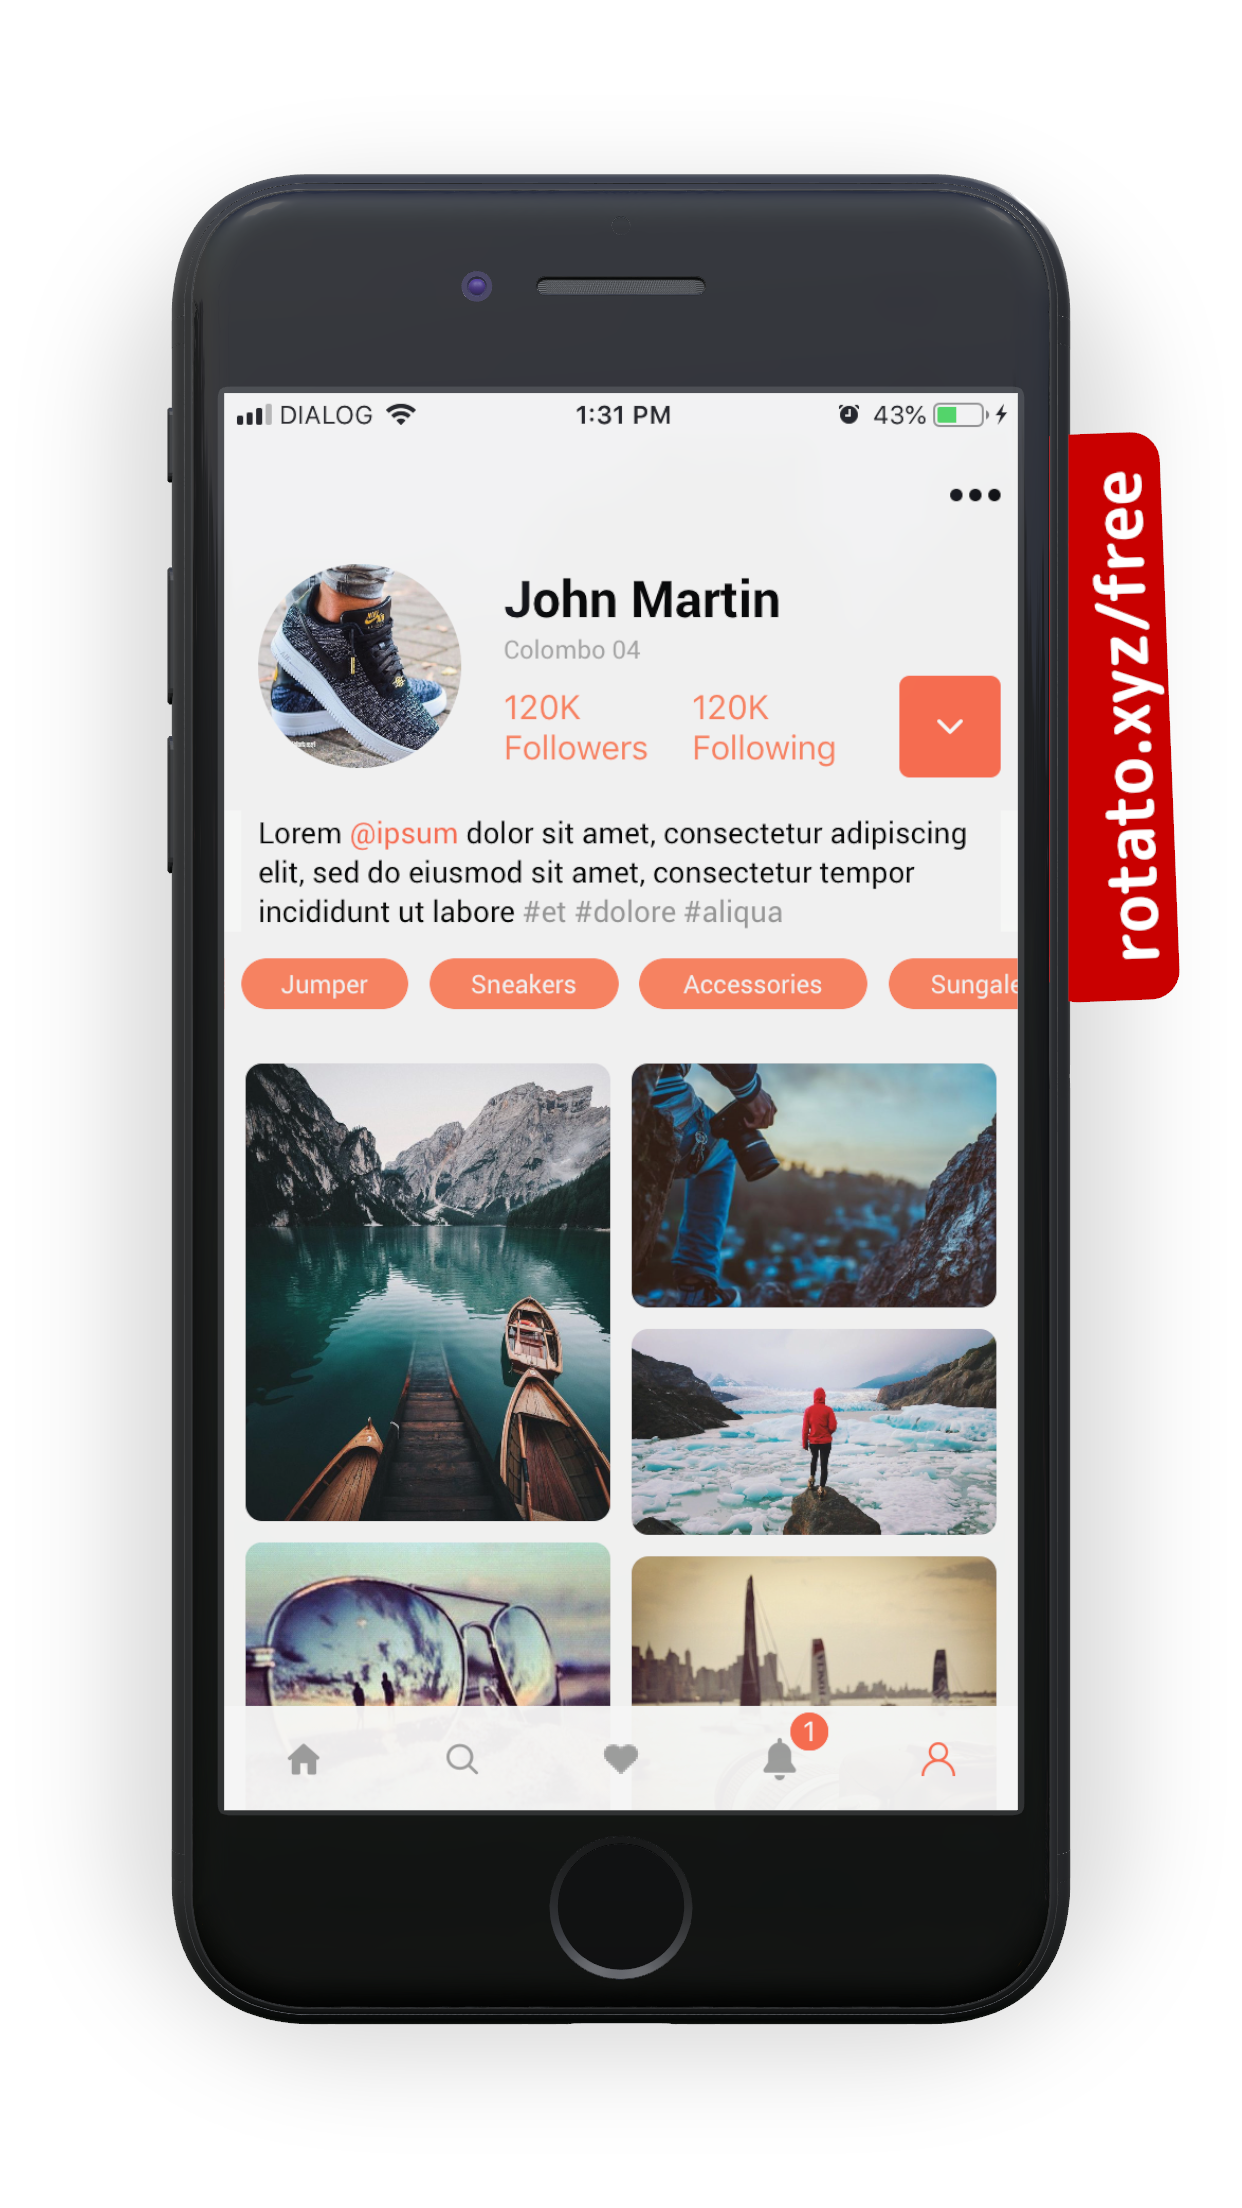 DIALOG
1:31 PM
43%
John Martin
Colombo 04
120K
Followers
120K
Following
Lorem @ipsum dolor sit amet, consectetur adipiscing
elit, sed do eiusmod sit amet, consectetur tempor
incididunt ut labore #et #dolore #aliqua
Jumper
Sneakers
Accessories
Sungale
1
rotato.xyz/free